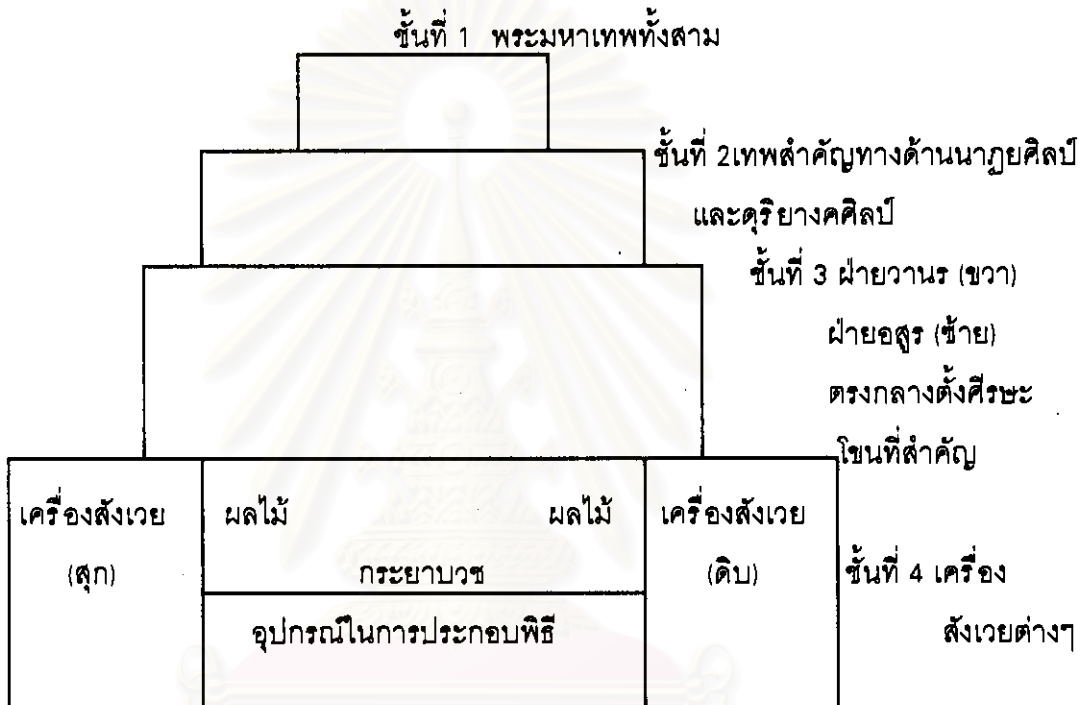 ชั้นที่ 1 พระมหาเทพทั้งสาม
ชั้นที่ 2เทพสำคัญทางด้านนาฏยศิลป์
และดุริยางคศิลป์
ชั้นที่ 3 ฝ่ายวานร (ขวา)
ฝ่ายอสูร (ซ้าย)
ตรงกลางตั้งศีรษะ
โขนที่สำคัญ
เครื่องสังเวย
(สุก)
ผลไม้ ผลไม้
กระยาบวช
อุปกรณ์ในการประกอบพิธี
เครื่องสังเวย
(ดิบ)
ชั้นที่ 4 เครื่อง
สังเวยต่างๆ